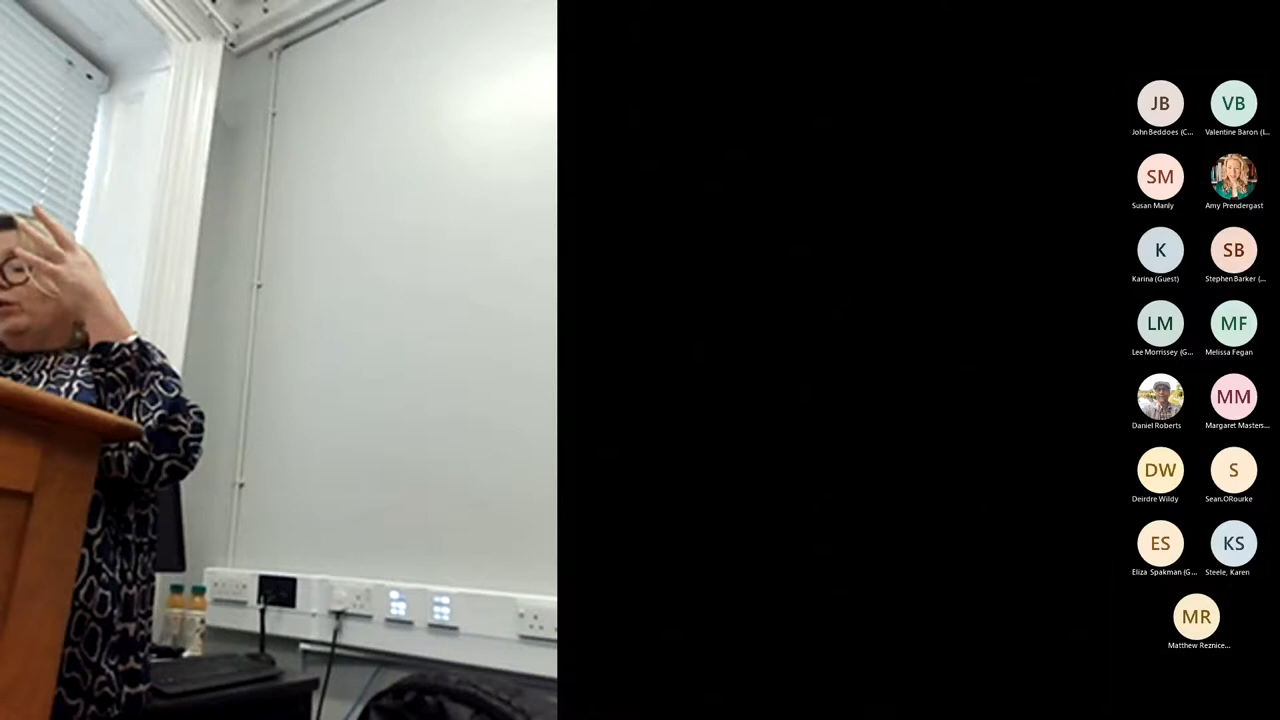 JB VB
John Beddoes (C... Valentine Baron (L...
SM
Susan Manly Amy Prendergast
K SB
Karina (Guest) Stephen Barker (...
LM MF
Lee Morrissey (G... Melissa Fegan
MM
Daniel Roberts Margaret Masters...
DW S
Deirdre Wildy Sean.ORourke
ES KS
Eliza Spakman (G... Steele, Karen
MR
Matthew Reznice...